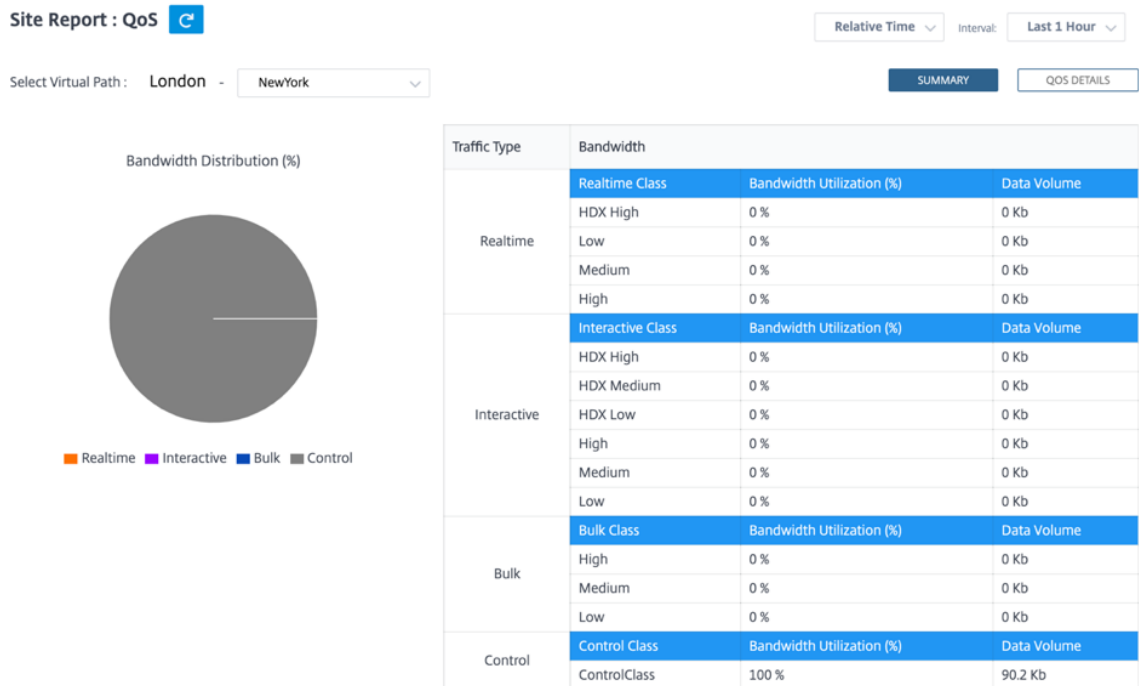 Site Report : QoS
Relative Time Interval: Last 1 Hour
Select Virtual Path : London - NewYork
SUMMARY QOS DETAILS
Bandwidth Distribution (%)
Realtime Interactive Bulk Control
Traffic Type Bandwidth
Realtime
Realtime Class Bandwidth Utilization (%) Data Volume
HDX High 0 % 0 Kb
Low 0 % 0 Kb
Medium 0 % 0 Kb
High 0 % 0 Kb
Interactive
Interactive Class Bandwidth Utilization (%) Data Volume
HDX High 0 % 0 Kb
HDX Medium 0 % 0 Kb
HDX Low 0 % 0 Kb
High 0 % 0 Kb
Medium 0 % 0 Kb
Low 0 % 0 Kb
Bulk
Bulk Class Bandwidth Utilization (%) Data Volume
High 0 % 0 Kb
Medium 0 % 0 Kb
Low 0 % 0 Kb
Control
Control Class Bandwidth Utilization (%) Data Volume
ControlClass 100 % 90.2 Kb